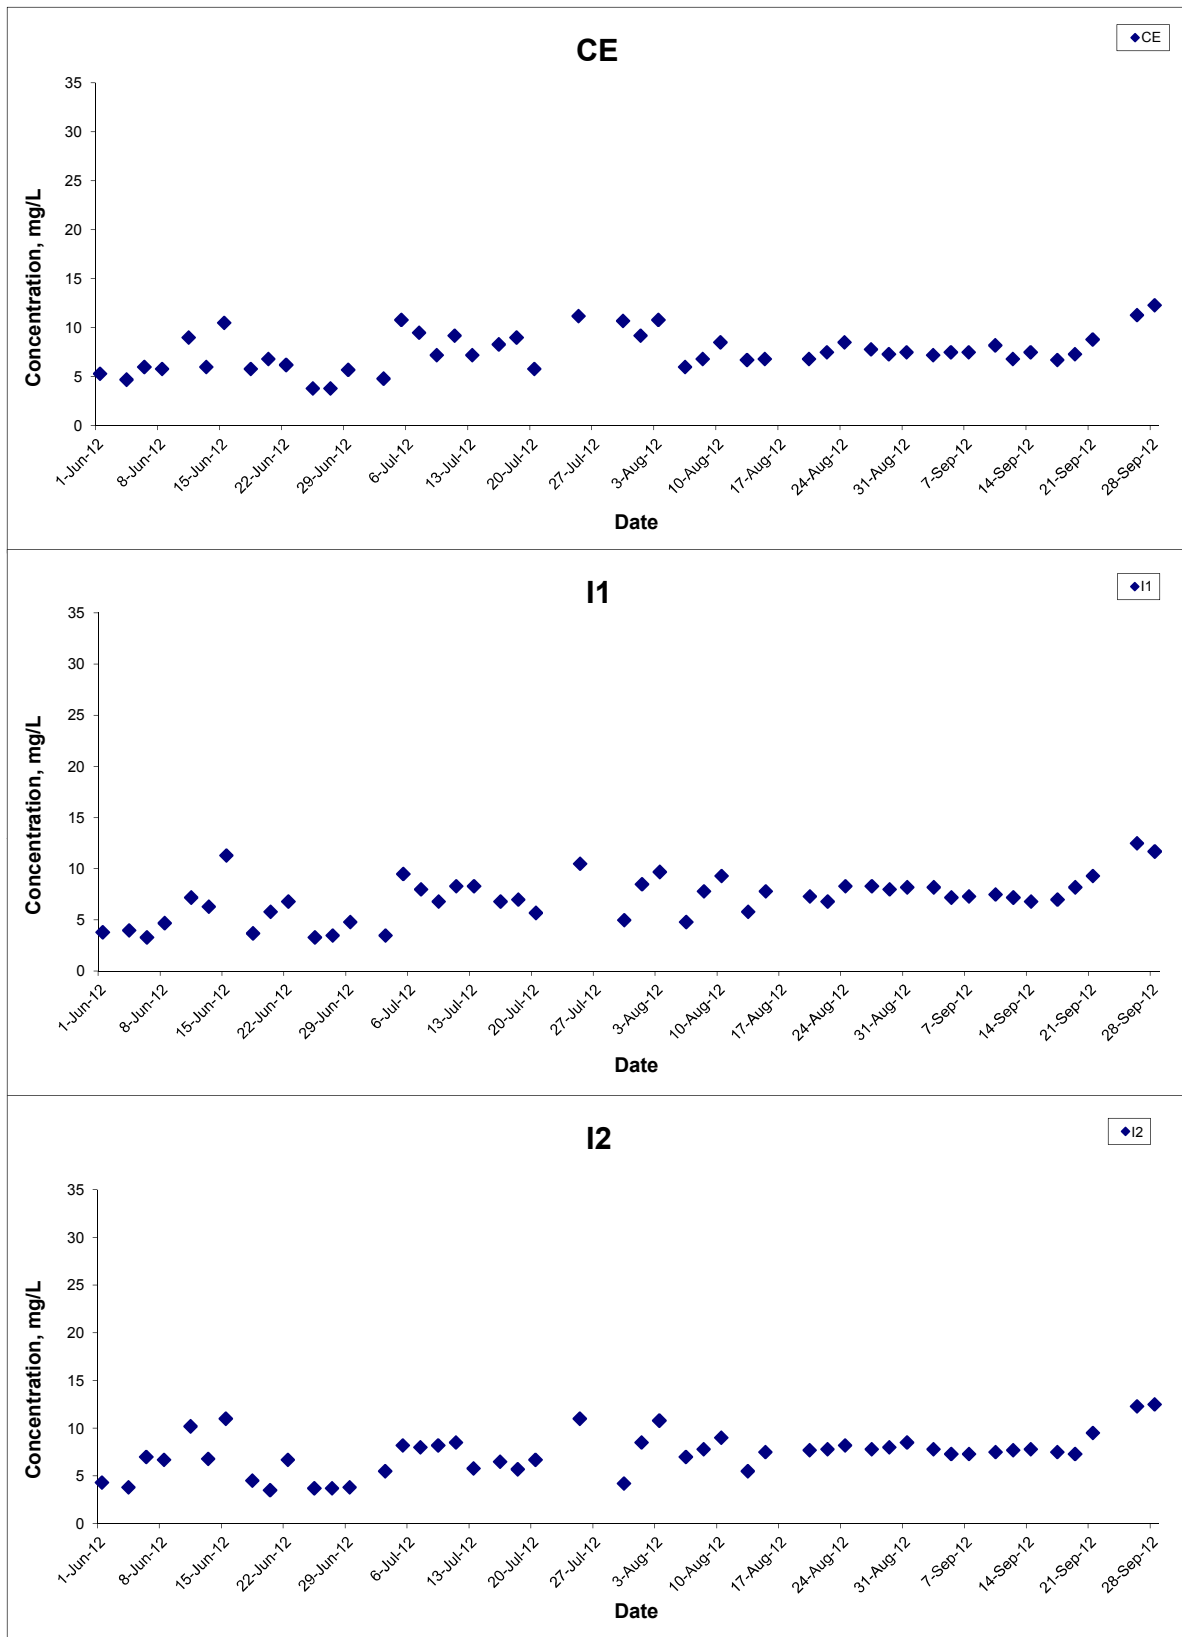 CE
CE
35
30
25
20
15
10
5
0
Concentration, mg/L
1-Jun-12
8-Jun-12
15-Jun-12
22-Jun-12
29-Jun-12
6-Jul-12
13-Jul-12
20-Jul-12
27-Jul-12
3-Aug-12
10-Aug-12
17-Aug-12
24-Aug-12
31-Aug-12
7-Sep-12
14-Sep-12
21-Sep-12
28-Sep-12
Date
I1
I1
35
30
25
20
15
10
5
0
Concentration, mg/L
1-Jun-12
8-Jun-12
15-Jun-12
22-Jun-12
29-Jun-12
6-Jul-12
13-Jul-12
20-Jul-12
27-Jul-12
3-Aug-12
10-Aug-12
17-Aug-12
24-Aug-12
31-Aug-12
7-Sep-12
14-Sep-12
21-Sep-12
28-Sep-12
Date
I2
I2
35
30
25
20
15
10
5
0
Concentration, mg/L
1-Jun-12
8-Jun-12
15-Jun-12
22-Jun-12
29-Jun-12
6-Jul-12
13-Jul-12
20-Jul-12
27-Jul-12
3-Aug-12
10-Aug-12
17-Aug-12
24-Aug-12
31-Aug-12
7-Sep-12
14-Sep-12
21-Sep-12
28-Sep-12
Date